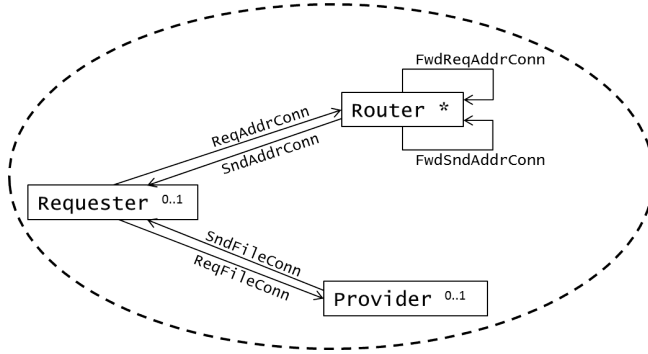 FwdReqAddrConn
Router *
ReqAddrConn
SndAddrConn
FwdSndAddrConn
Requester 0..1
SndFileConn
ReqFileConn
Provider 0..1